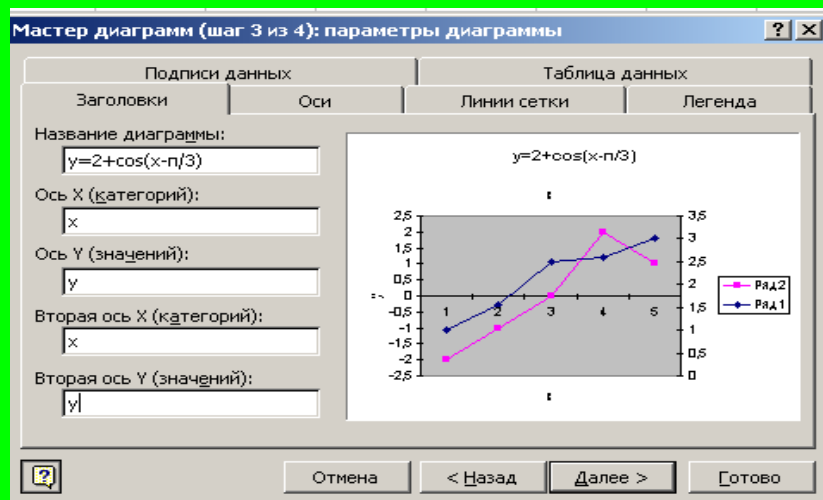 Мастер диаграмм (шаг 3 из 4): параметры диаграммы
Подписи данных
Таблица данных
Заголовки
Оси
Линии сетки
Легенда
Название диаграммы:
y=2+cos(x-п/3)
Ось X (категорий):
x
Ось Y (значений):
y
Вторая ось X (категорий):
x
Вторая ось Y (значений):
y
y=2+cos(x-п/3)
2,5
2
1,5
1
0,5
0
-0,5
-1
-1,5
-2
-2,5
1 2 3 4 5
3,5
3
2,5
2
1,5
1
0,5
0
Ряд2
Ряд1
Отмена
< Назад
Далее >
Готово